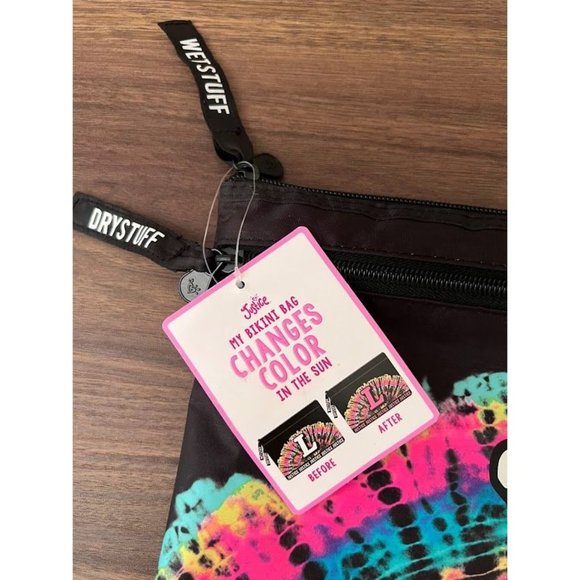 WETSTUFF
DRYSTUFF
Justice
MY BIKINI BAG
CHANGES
COLOR
IN THE SUN
L
L
BEFORE
AFTER